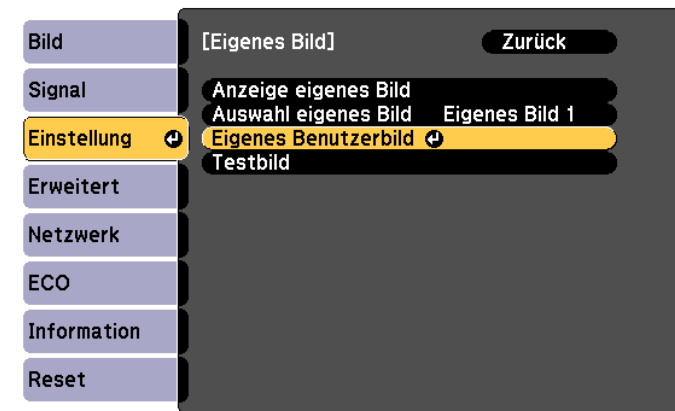 Bild
Signal
Einstellung
Erweitert
Netzwerk
ECO
Information
Reset
[Eigenes Bild] Zurück
Anzeige eigenes Bild
Auswahl eigenes Bild Eigenes Bild 1
Eigenes Benutzerbild
Testbild